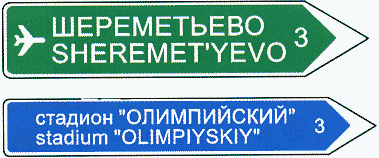 ШЕРЕМЕТЬЕВО
SHEREMET'YEVO 3
стадион "ОЛИМПИЙСКИЙ"
stadium "OLIMPIYSKIY" 3